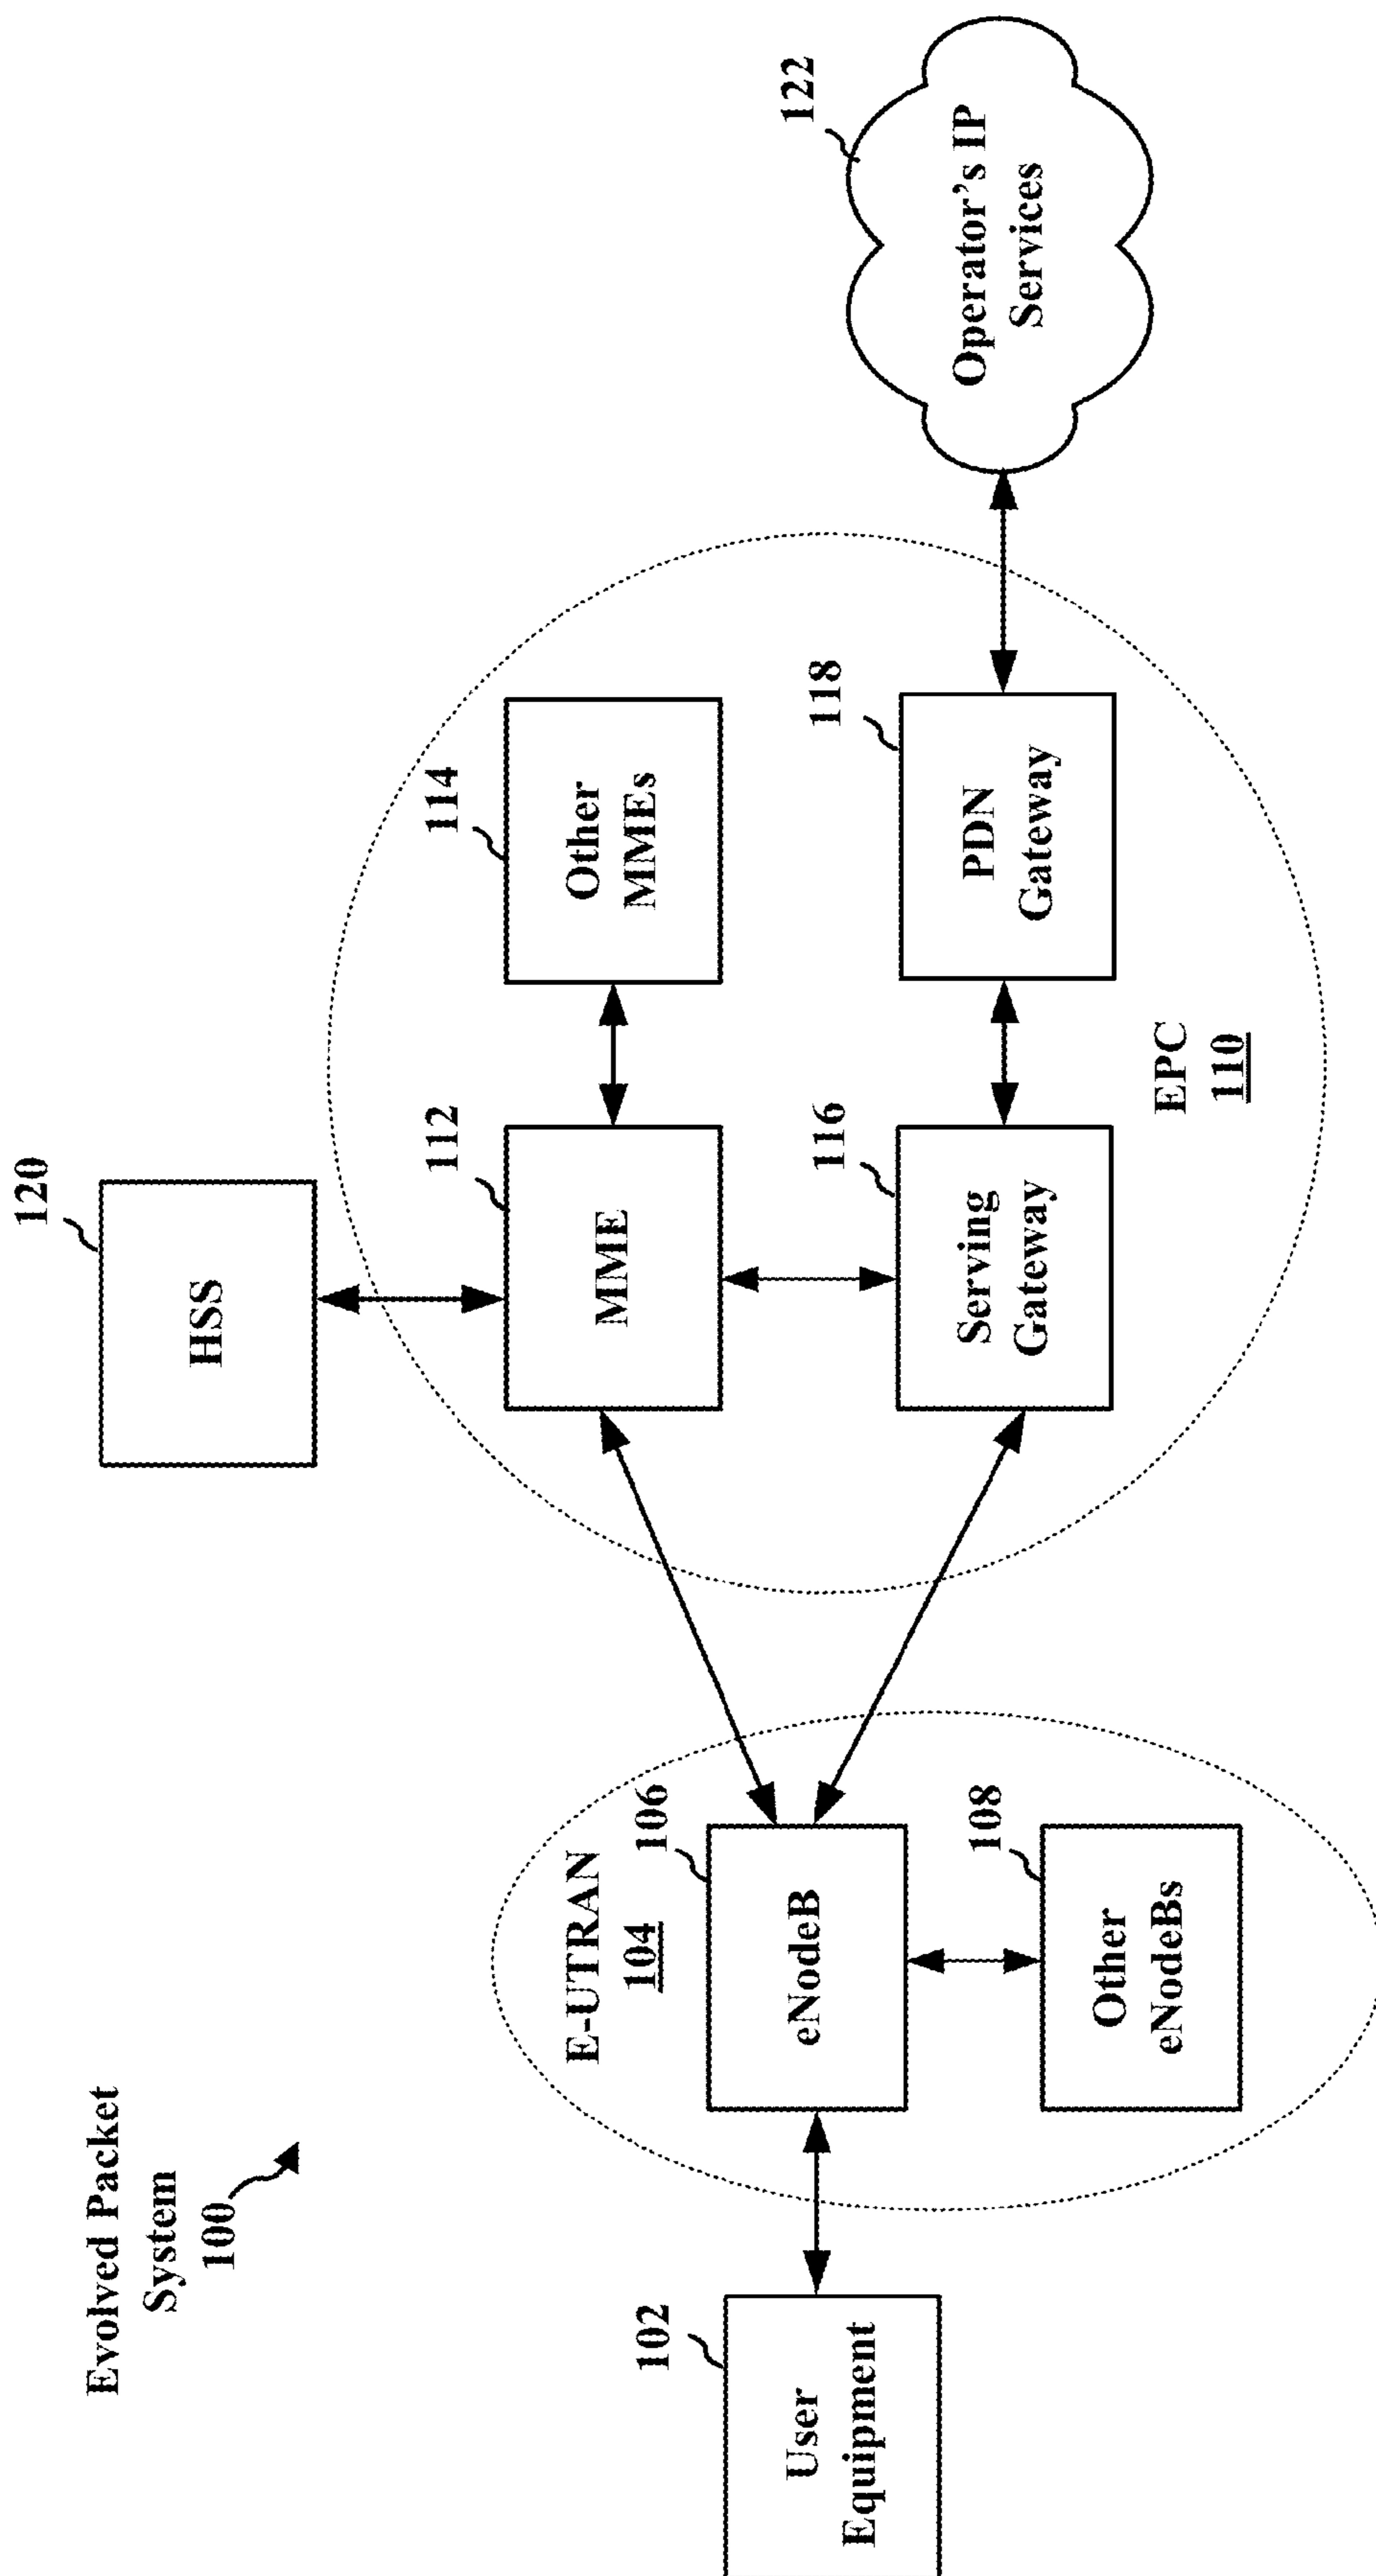 Evolved Packet
System
100
120
HSS
112
MME
114
Other
MMEs
E-UTRAN
104
106
eNodeB
102
User
Equipment
108
Other
eNodeBs
116
Serving
Gateway
118
PDN
Gateway
EPC
110
122
Operator’s IP
Services